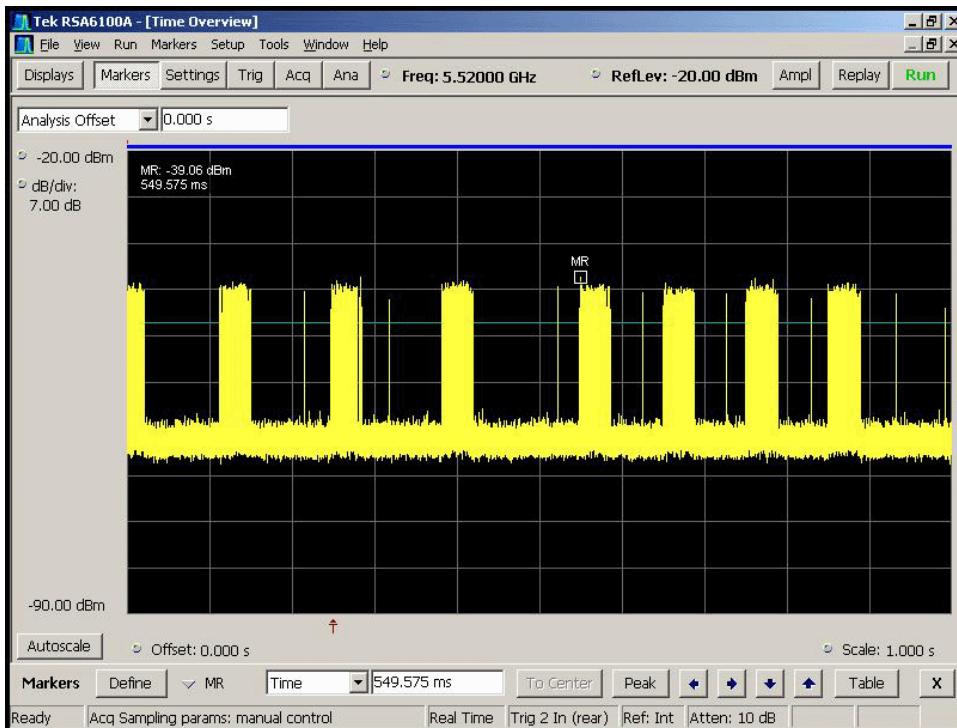 Tek RSA6100A - [Time Overview]
File View Run Markers Setup Tools Window Help
Displays Markers Settings Trig Acq Ana Freq: 5.52000 GHz RefLev: -20.00 dBm Ampl Replay Run
Analysis Offset 0.000 s
-20.00 dBm
dB/div:
7.00 dB
MR: -39.06 dBm
549.575 ms
MR
-90.00 dBm
Autoscale Offset: 0.000 s Scale: 1.000 s
Markers Define MR Time 549.575 ms To Center Peak Table X
Ready Acq Sampling params: manual control Real Time Trig 2 In (rear) Ref: Int Atten: 10 dB